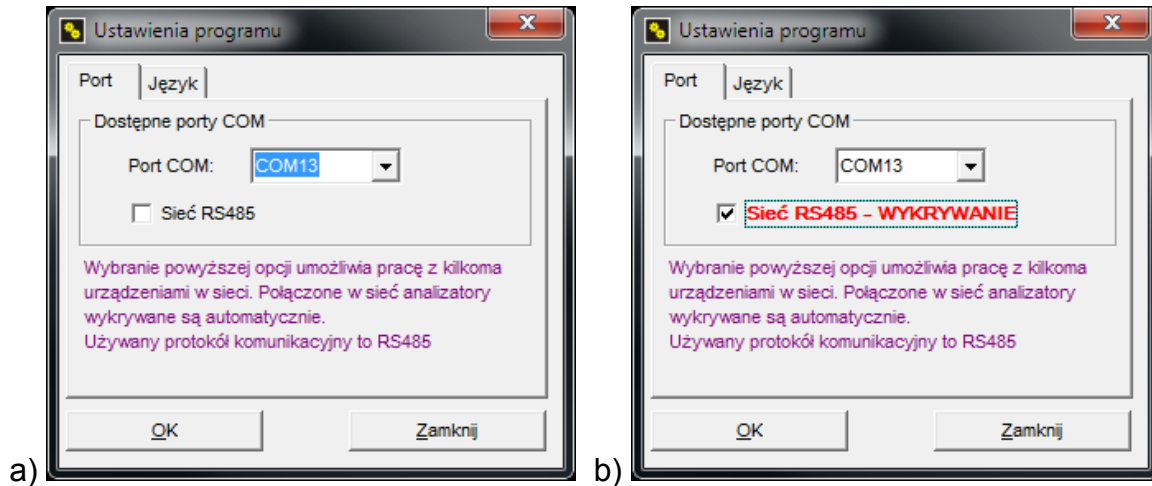 Ustawienia programu
Port
Język
Dostępne porty COM
Port COM:
COM13
Sieć RS485
Wybranie powyższej opcji umożliwia pracę z kilkoma
urządzeniami w sieci. Połączone w sieć analizatory
wykrywane są automatycznie.
Używany protokół komunikacyjny to RS485
OK
Zamknij
a)
Ustawienia programu
Port
Język
Dostępne porty COM
Port COM:
COM13
Sieć RS485 - WYKRYWANIE
Wybranie powyższej opcji umożliwia pracę z kilkoma
urządzeniami w sieci. Połączone w sieć analizatory
wykrywane są automatycznie.
Używany protokół komunikacyjny to RS485
OK
Zamknij
b)